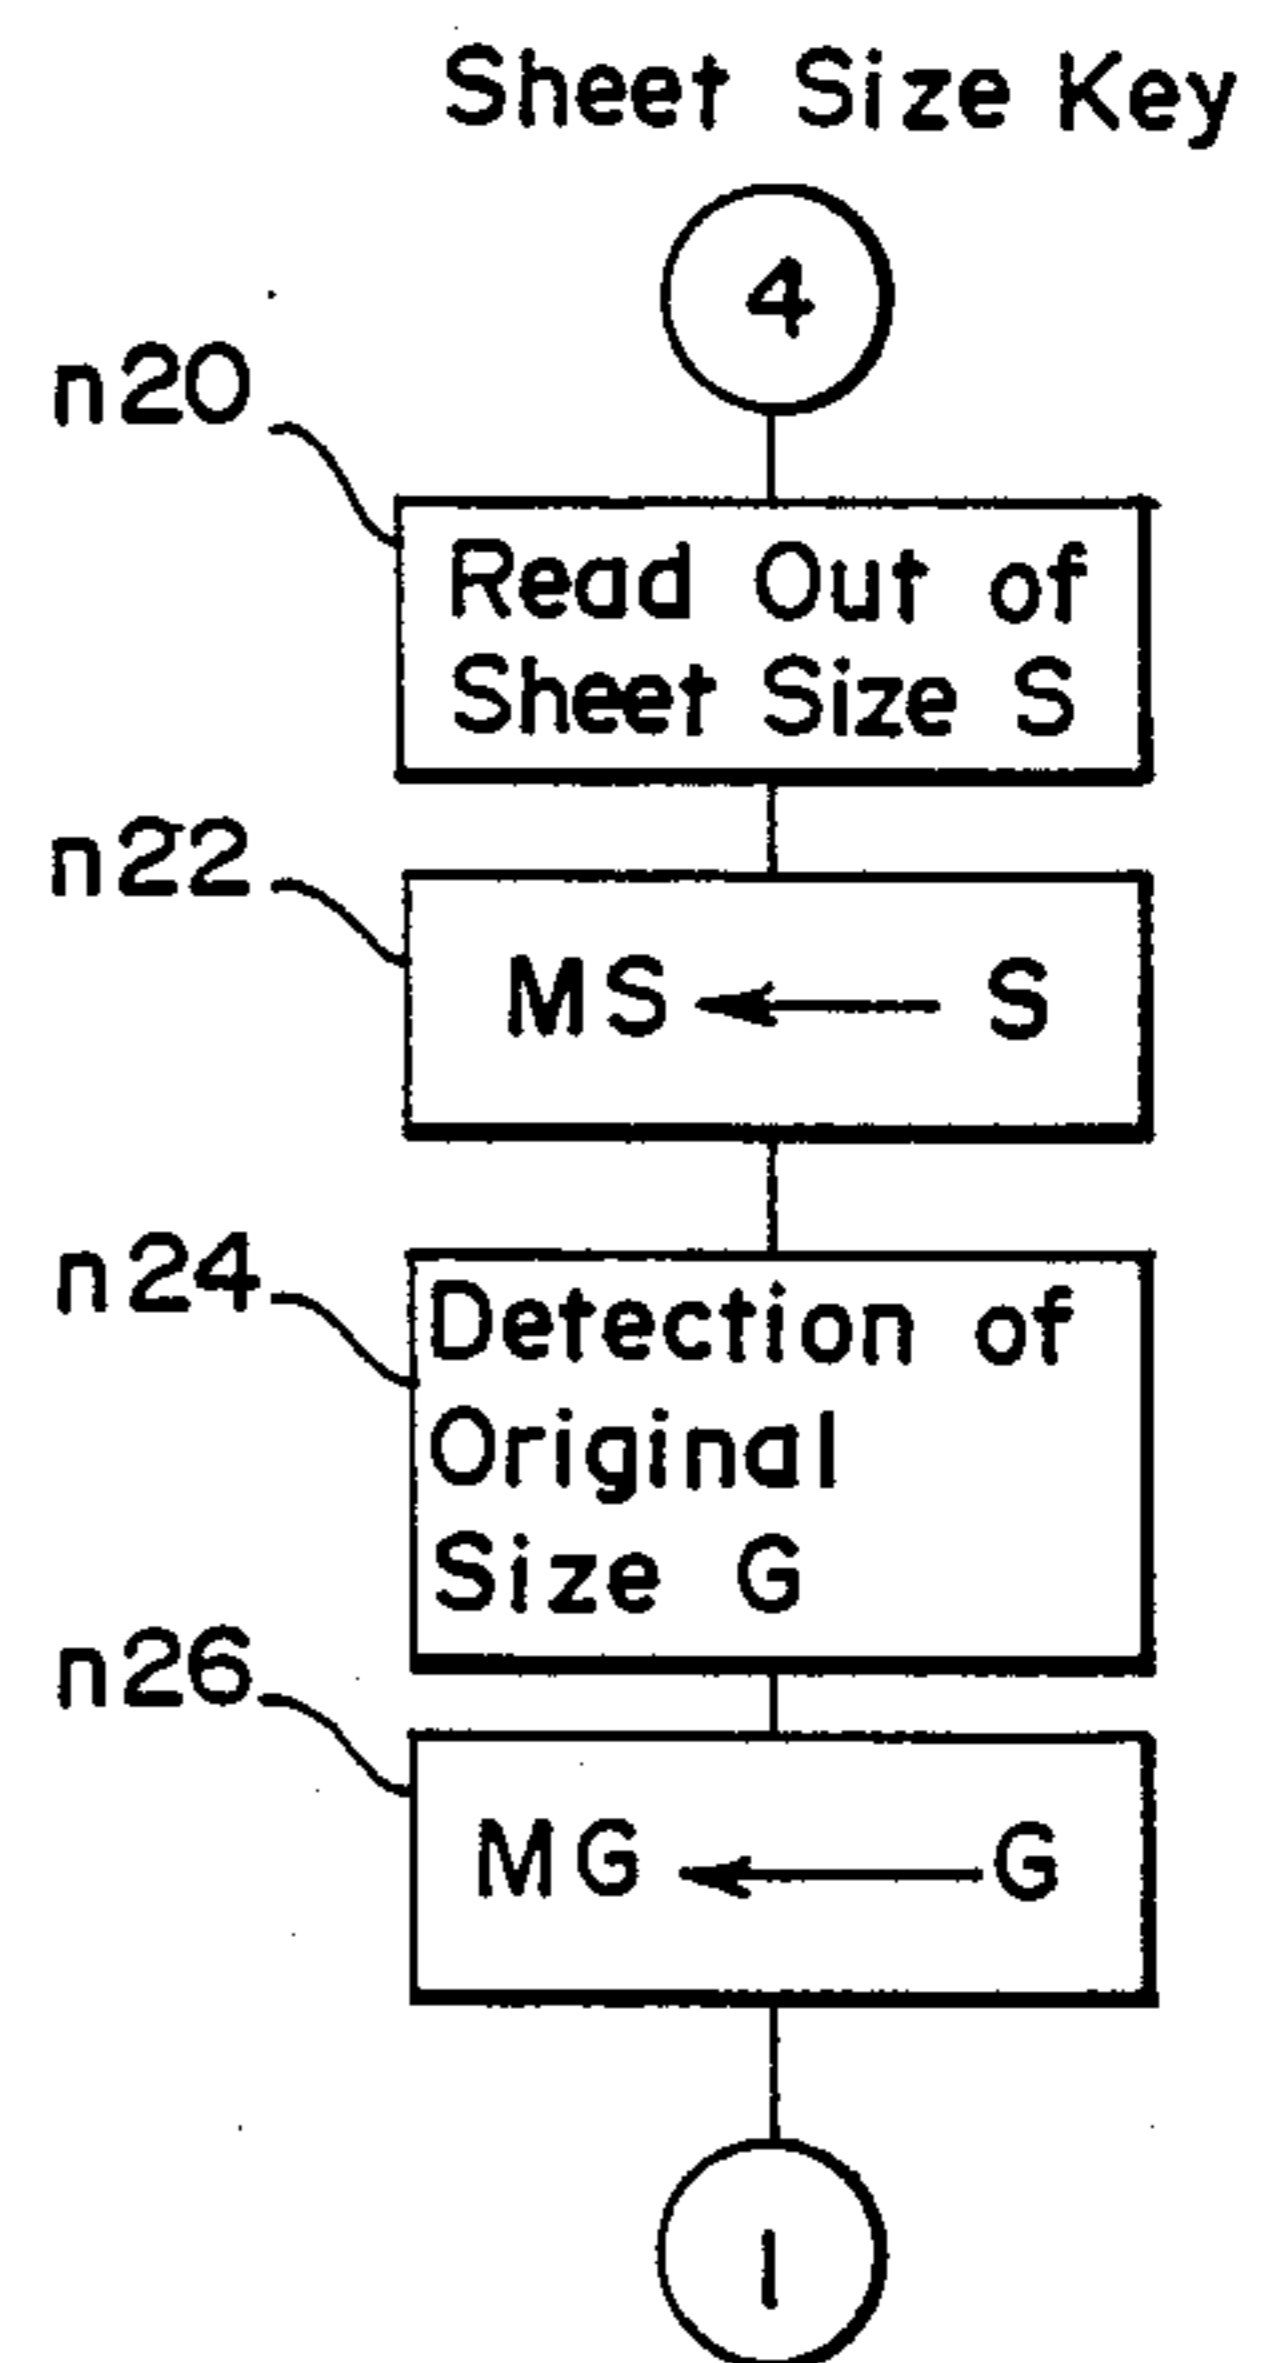 Sheet Size Key
4
n20
Read Out of
Sheet Size S
n22
MS ← S
n24
Detection of
Original
Size G
n26
MG ← G
1